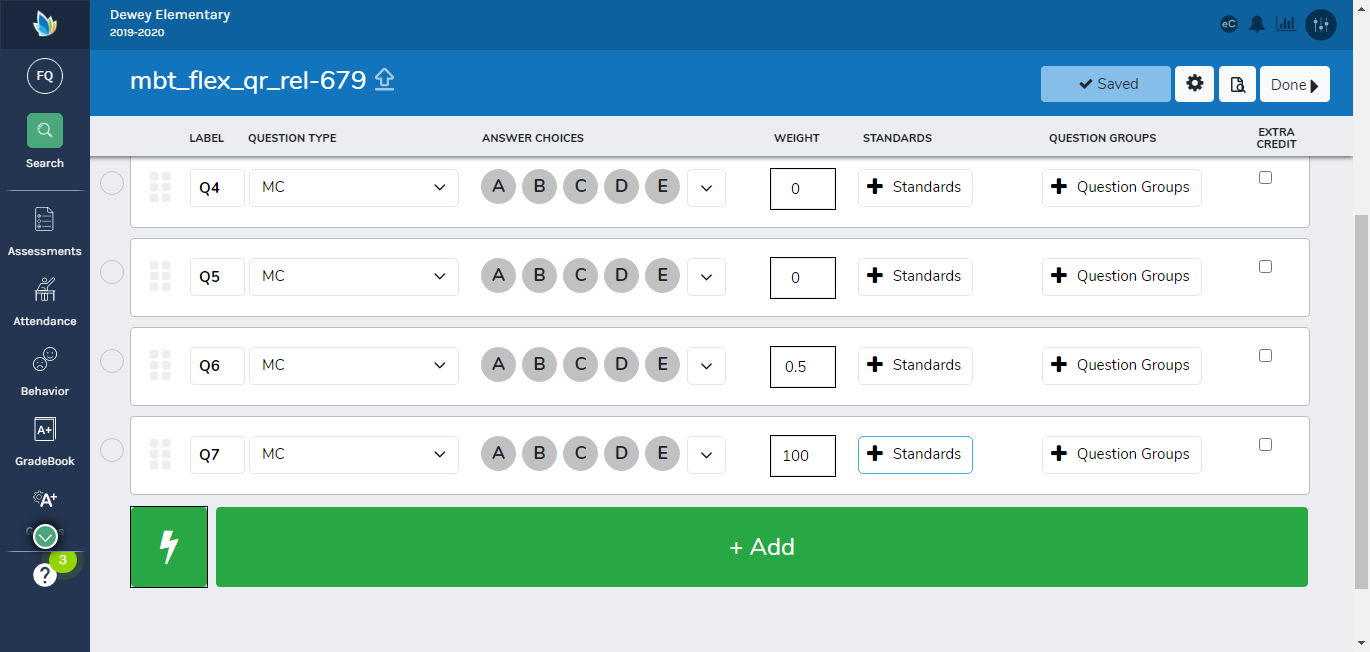 Dewey Elementary
2019-2020
eC
FQ
mbt_flex_qr_rel-679
Saved
Done
Search
LABEL QUESTION TYPE ANSWER CHOICES WEIGHT STANDARDS QUESTION GROUPS EXTRA CREDIT
Q4 MC A B C D E 0 Standards Question Groups
Assessments
Q5 MC A B C D E 0 Standards Question Groups
Attendance
Q6 MC A B C D E 0.5 Standards Question Groups
Behavior
Q7 MC A B C D E 100 Standards Question Groups
A+
GradeBook
A+
+ Add
3
?